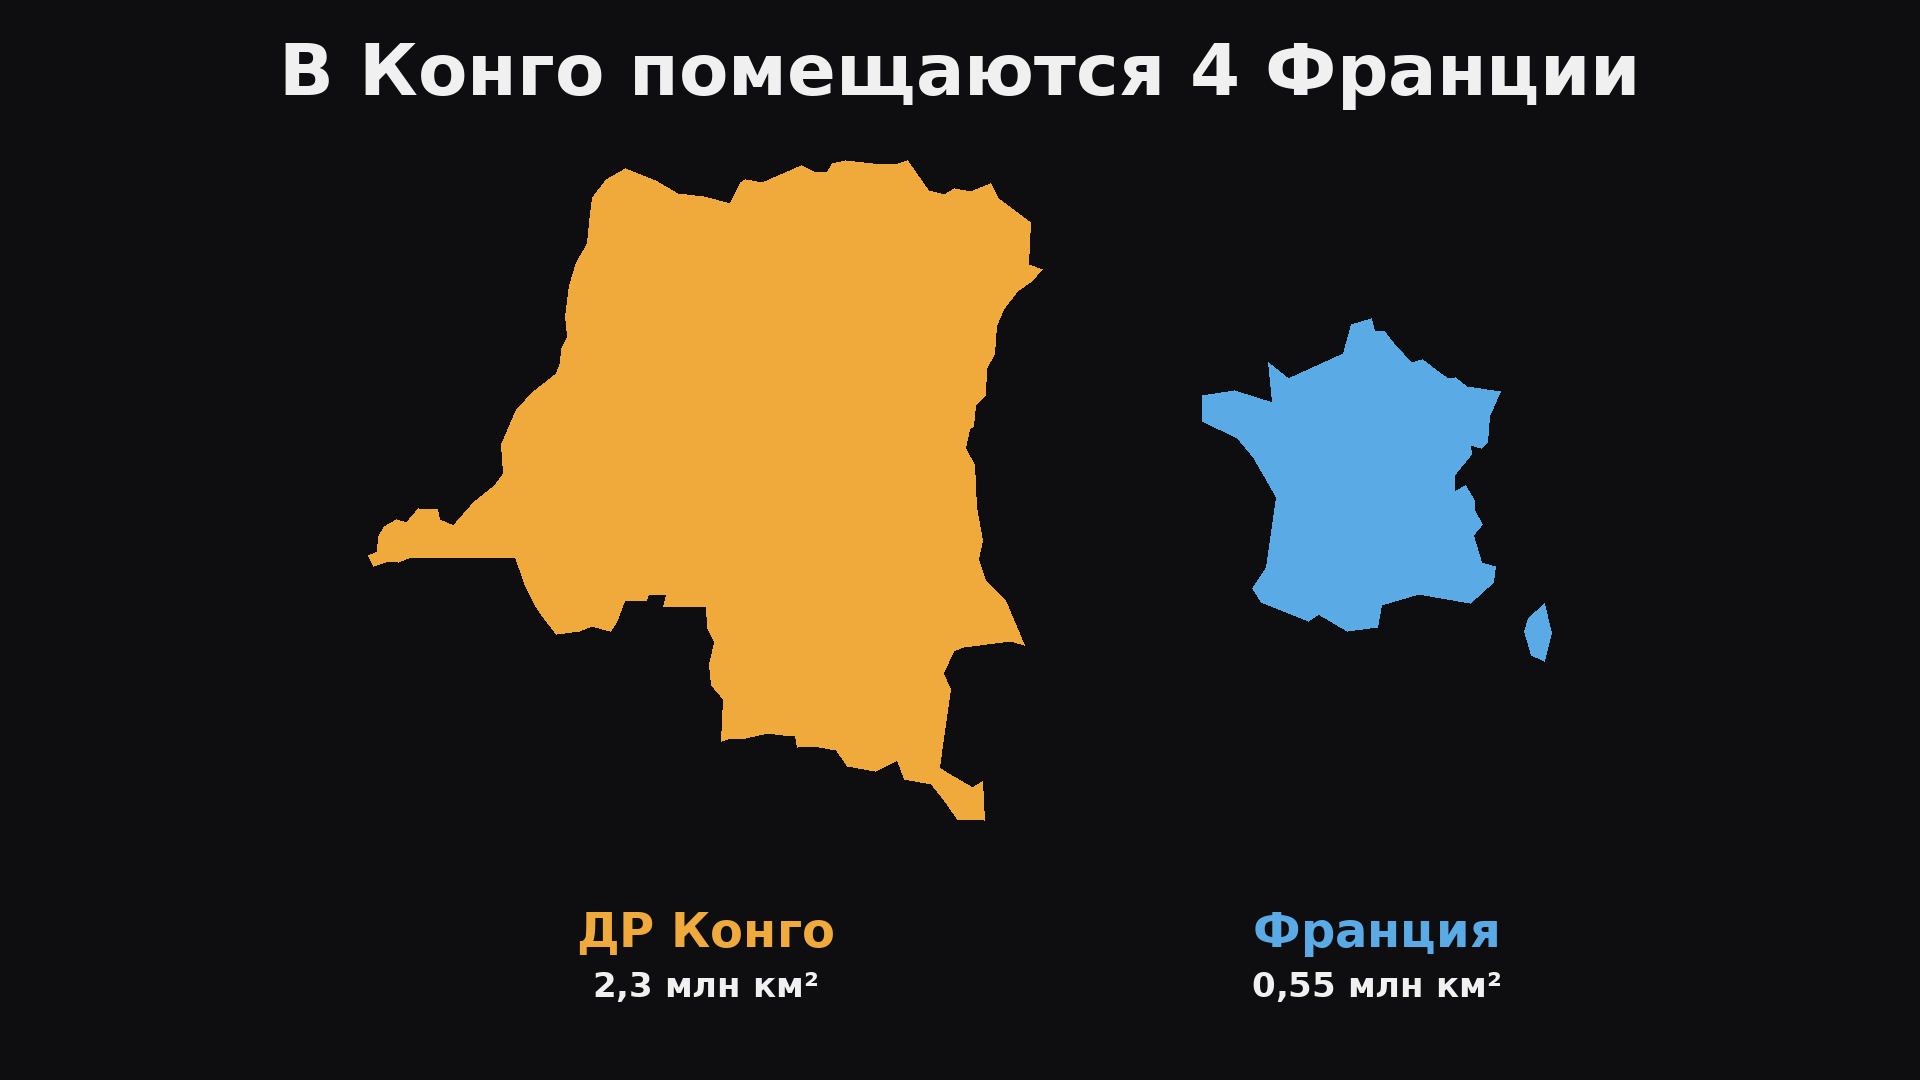 В Конго помещаются 4 Франции
ДР Конго
2,3 млн км²
Франция
0,55 млн км²